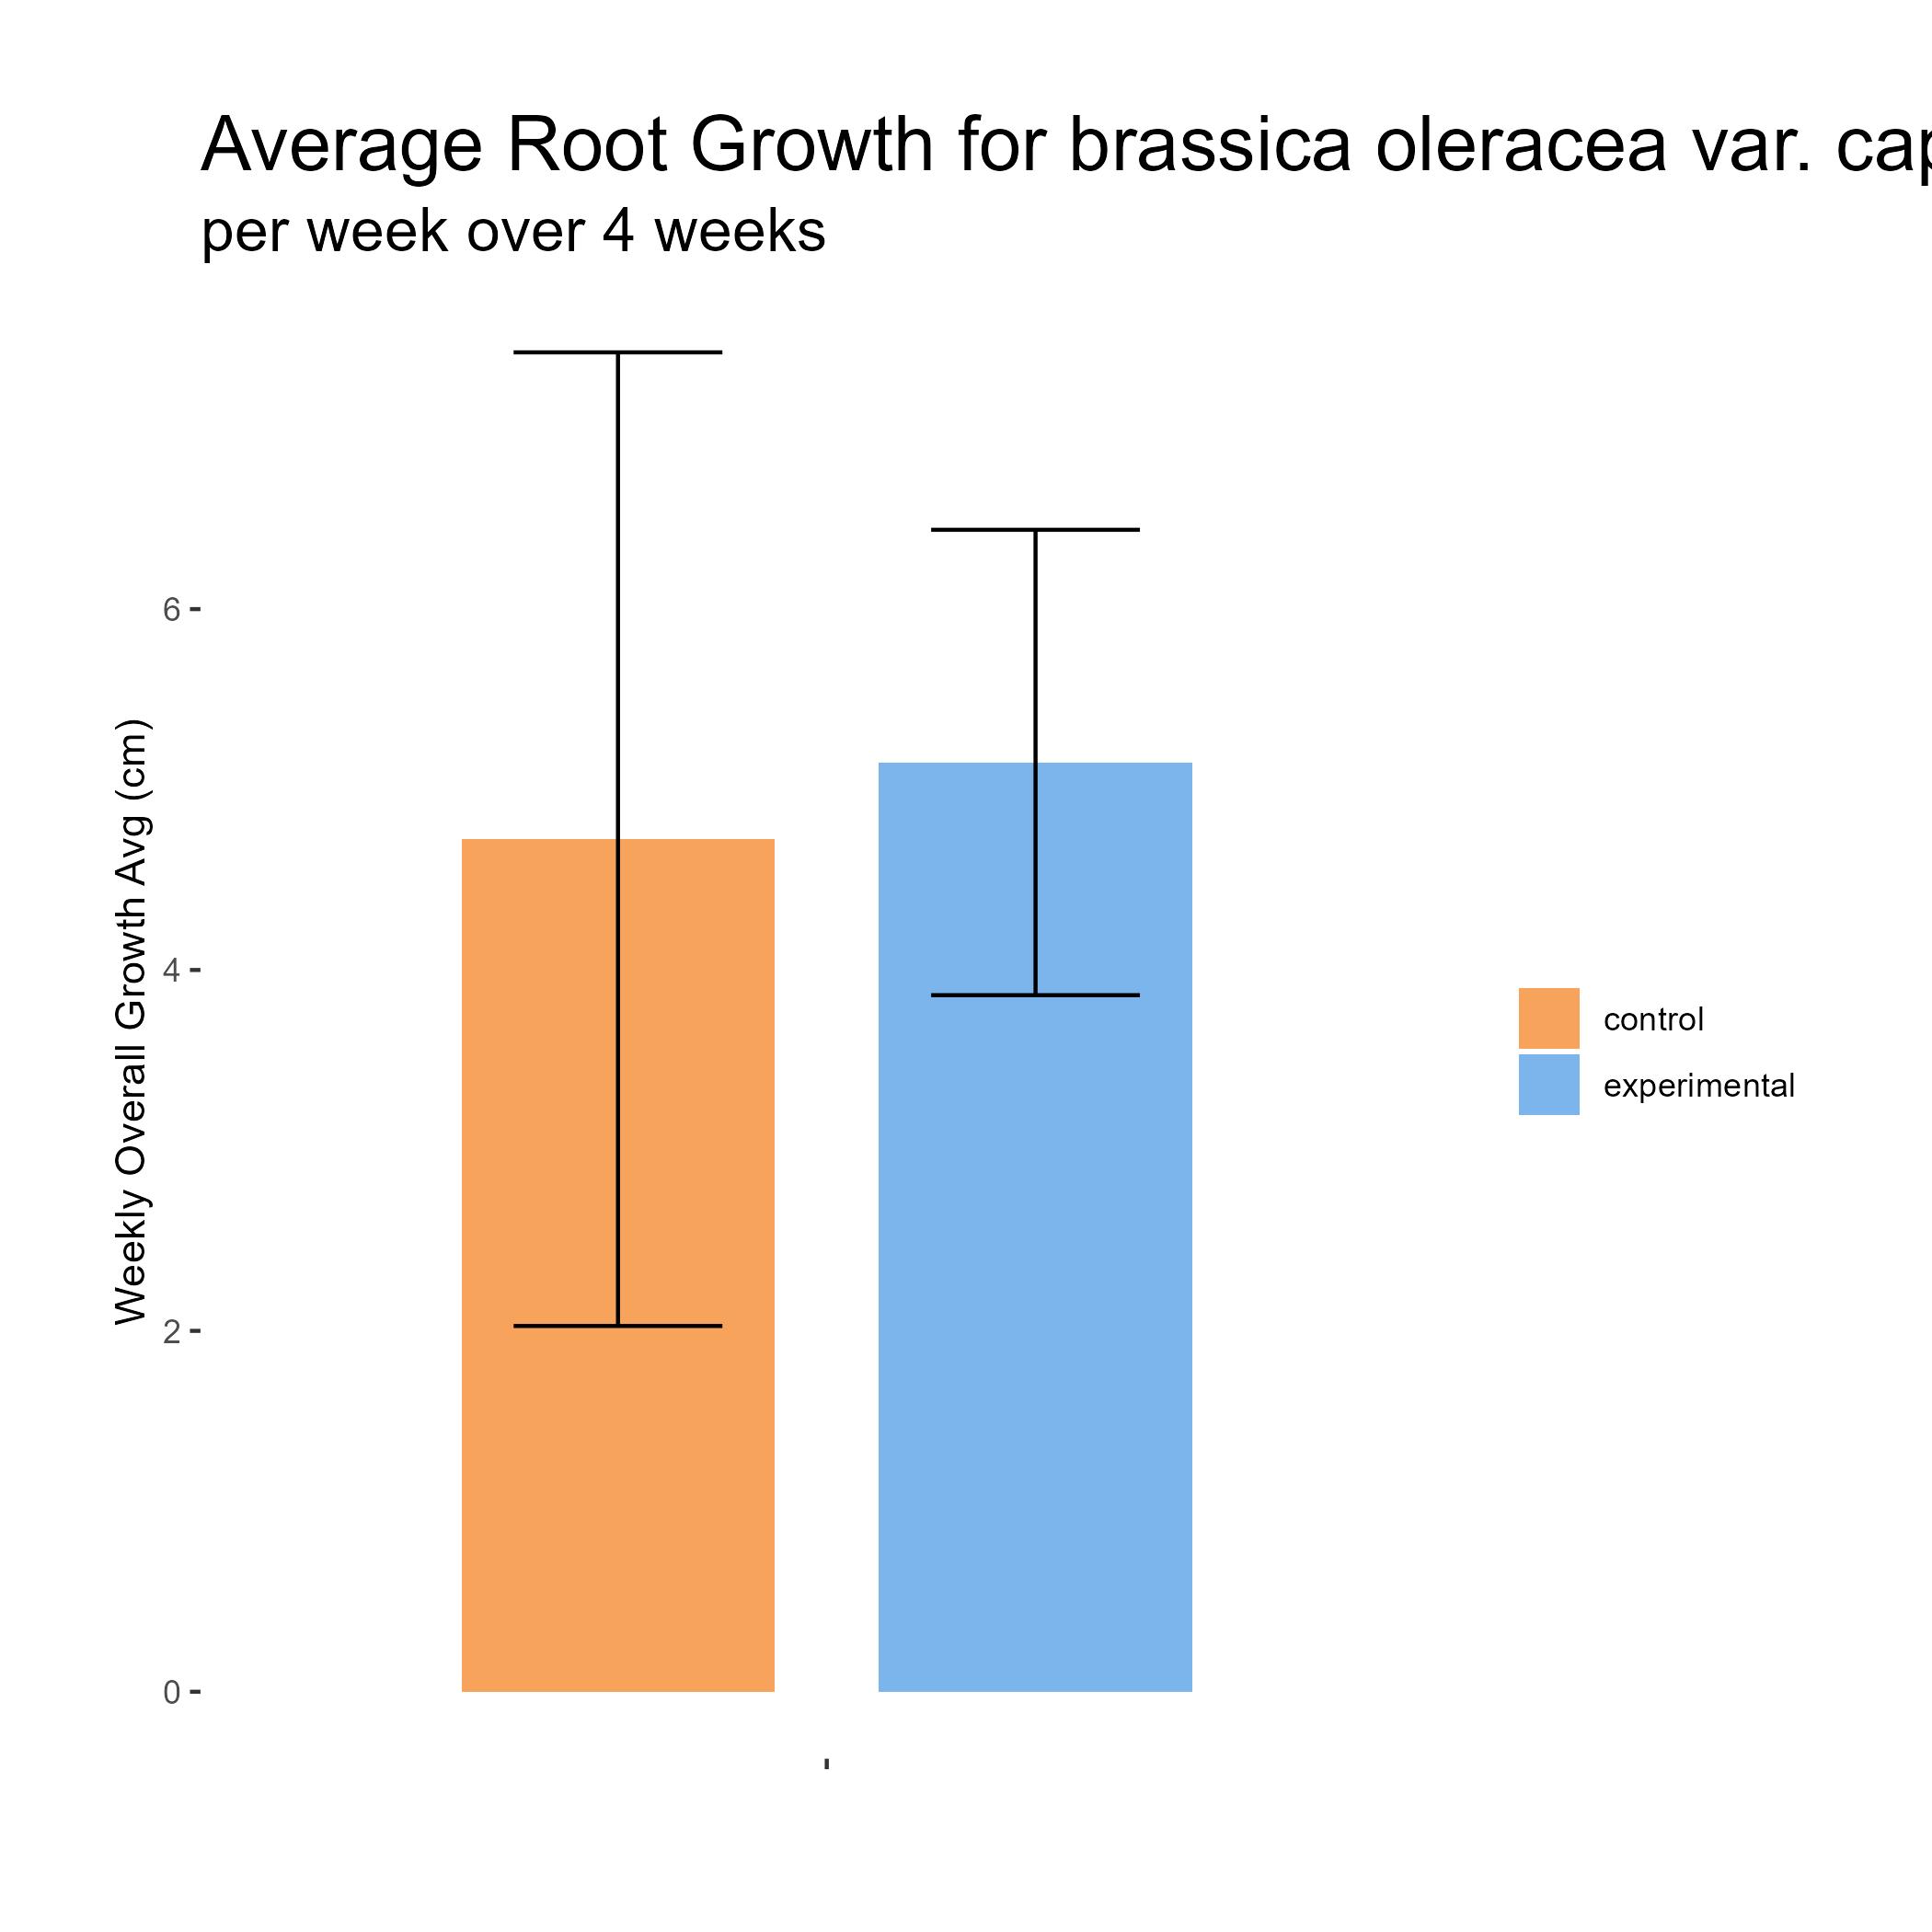 Average Root Growth for brassica oleracea var. cap
per week over 4 weeks
Weekly Overall Growth Avg (cm)
6
4
2
0
control
experimental